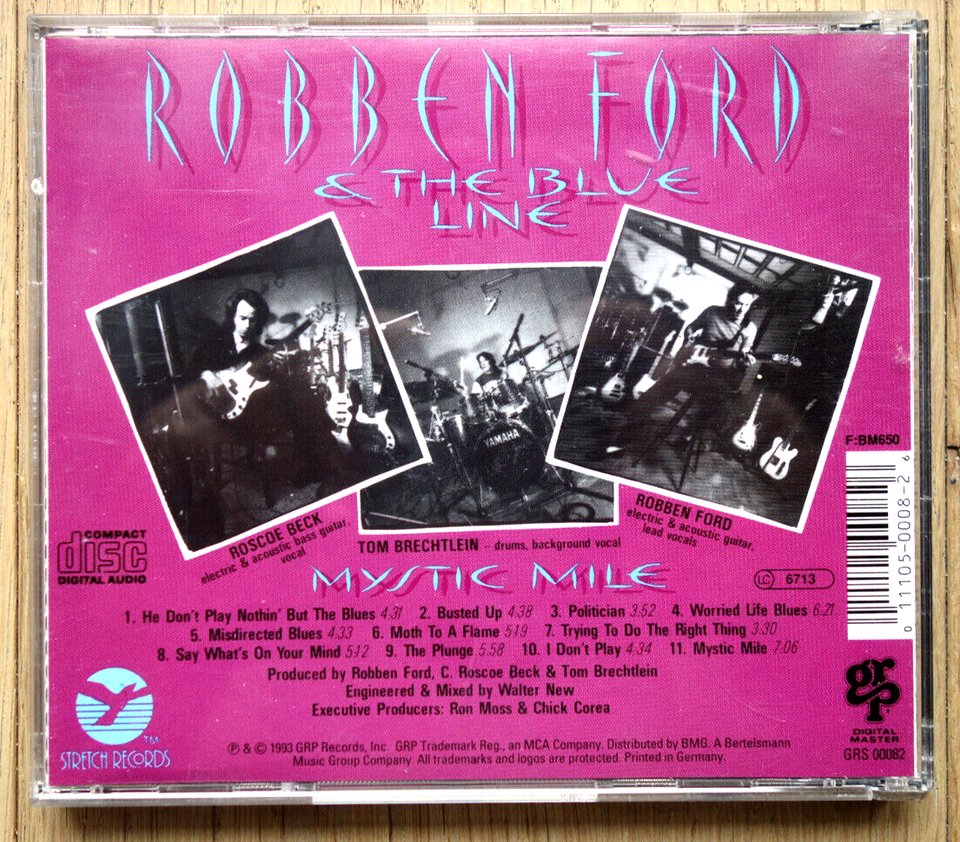 ROBBEN FORD
& THE BLUE
LINE
YAMAHA
F:BM650
0 11105-0008-2 6
ROSCOE BECK
electric & acoustic bass guitar,
vocal
TOM BRECHTLEIN – drums, background vocal
ROBBEN FORD
electric & acoustic guitar,
lead vocals
COMPACT
disc
DIGITAL AUDIO
MYSTIC MILE
LC 6713
1. He Don't Play Nothin' But The Blues 4:31 2. Busted Up 4:38 3. Politician 3:52 4. Worried Life Blues 6:21
5. Misdirected Blues 4:33 6. Moth To A Flame 5:19 7. Trying To Do The Right Thing 3:30
8. Say What's On Your Mind 5:12 9. The Plunge 5:58 10. I Don't Play 4:34 11. Mystic Mile 7:06
Produced by Robben Ford, C. Roscoe Beck & Tom Brechtlein
Engineered & Mixed by Walter New
Executive Producers: Ron Moss & Chick Corea
TM
STRETCH RECORDS
℗ & © 1993 GRP Records, Inc. GRP Trademark Reg., an MCA Company. Distributed by BMG. A Bertelsmann
Music Group Company. All trademarks and logos are protected. Printed in Germany.
grp
DIGITAL
MASTER
GRS 00082